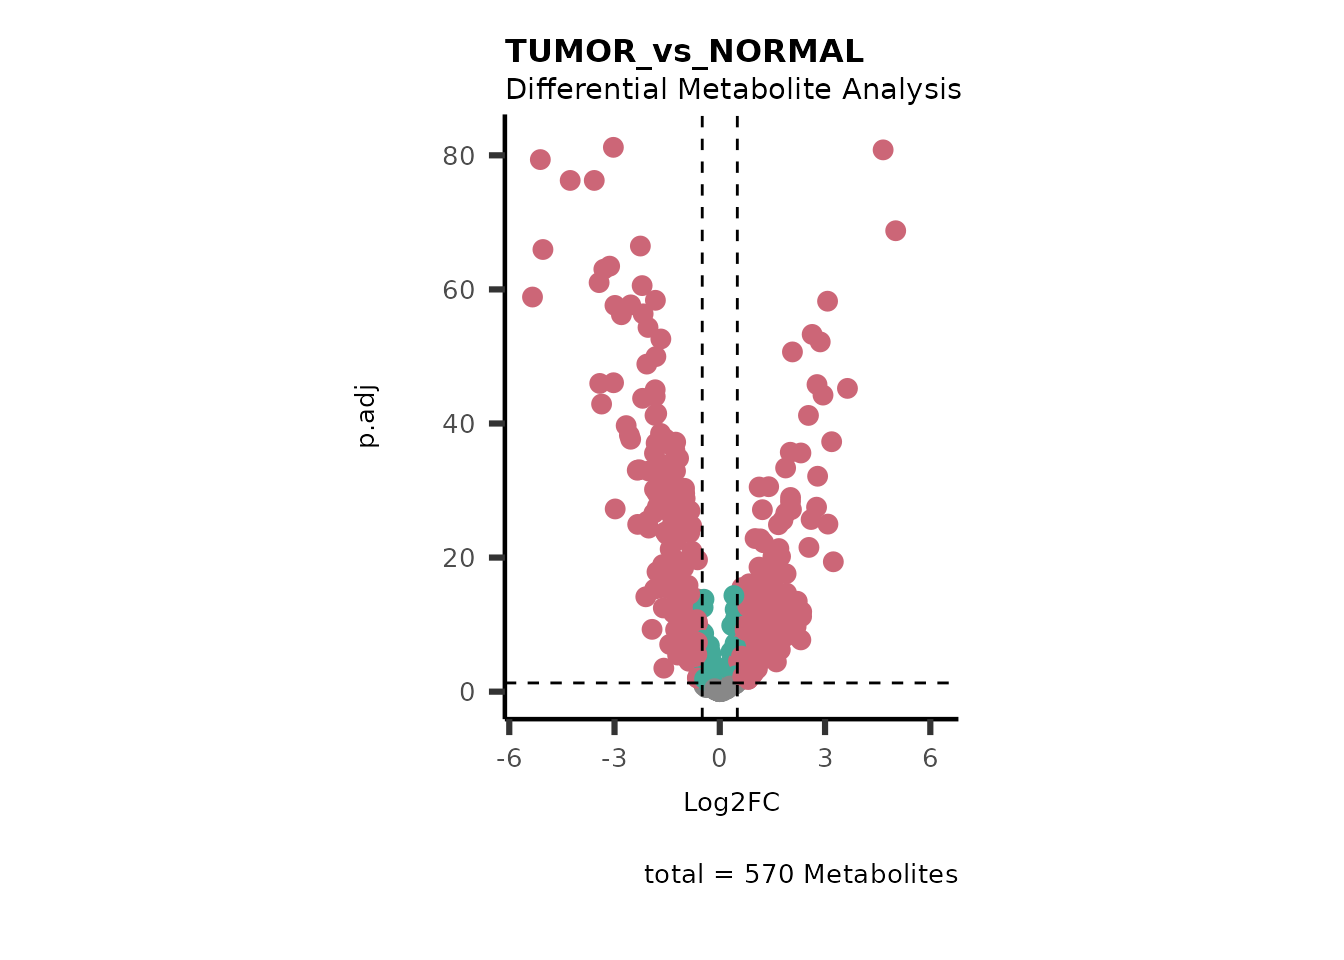 TUMOR_vs_NORMAL
Differential Metabolite Analysis
80
60
40
20
0
p.adj
-6 -3 0 3 6
Log2FC
total = 570 Metabolites